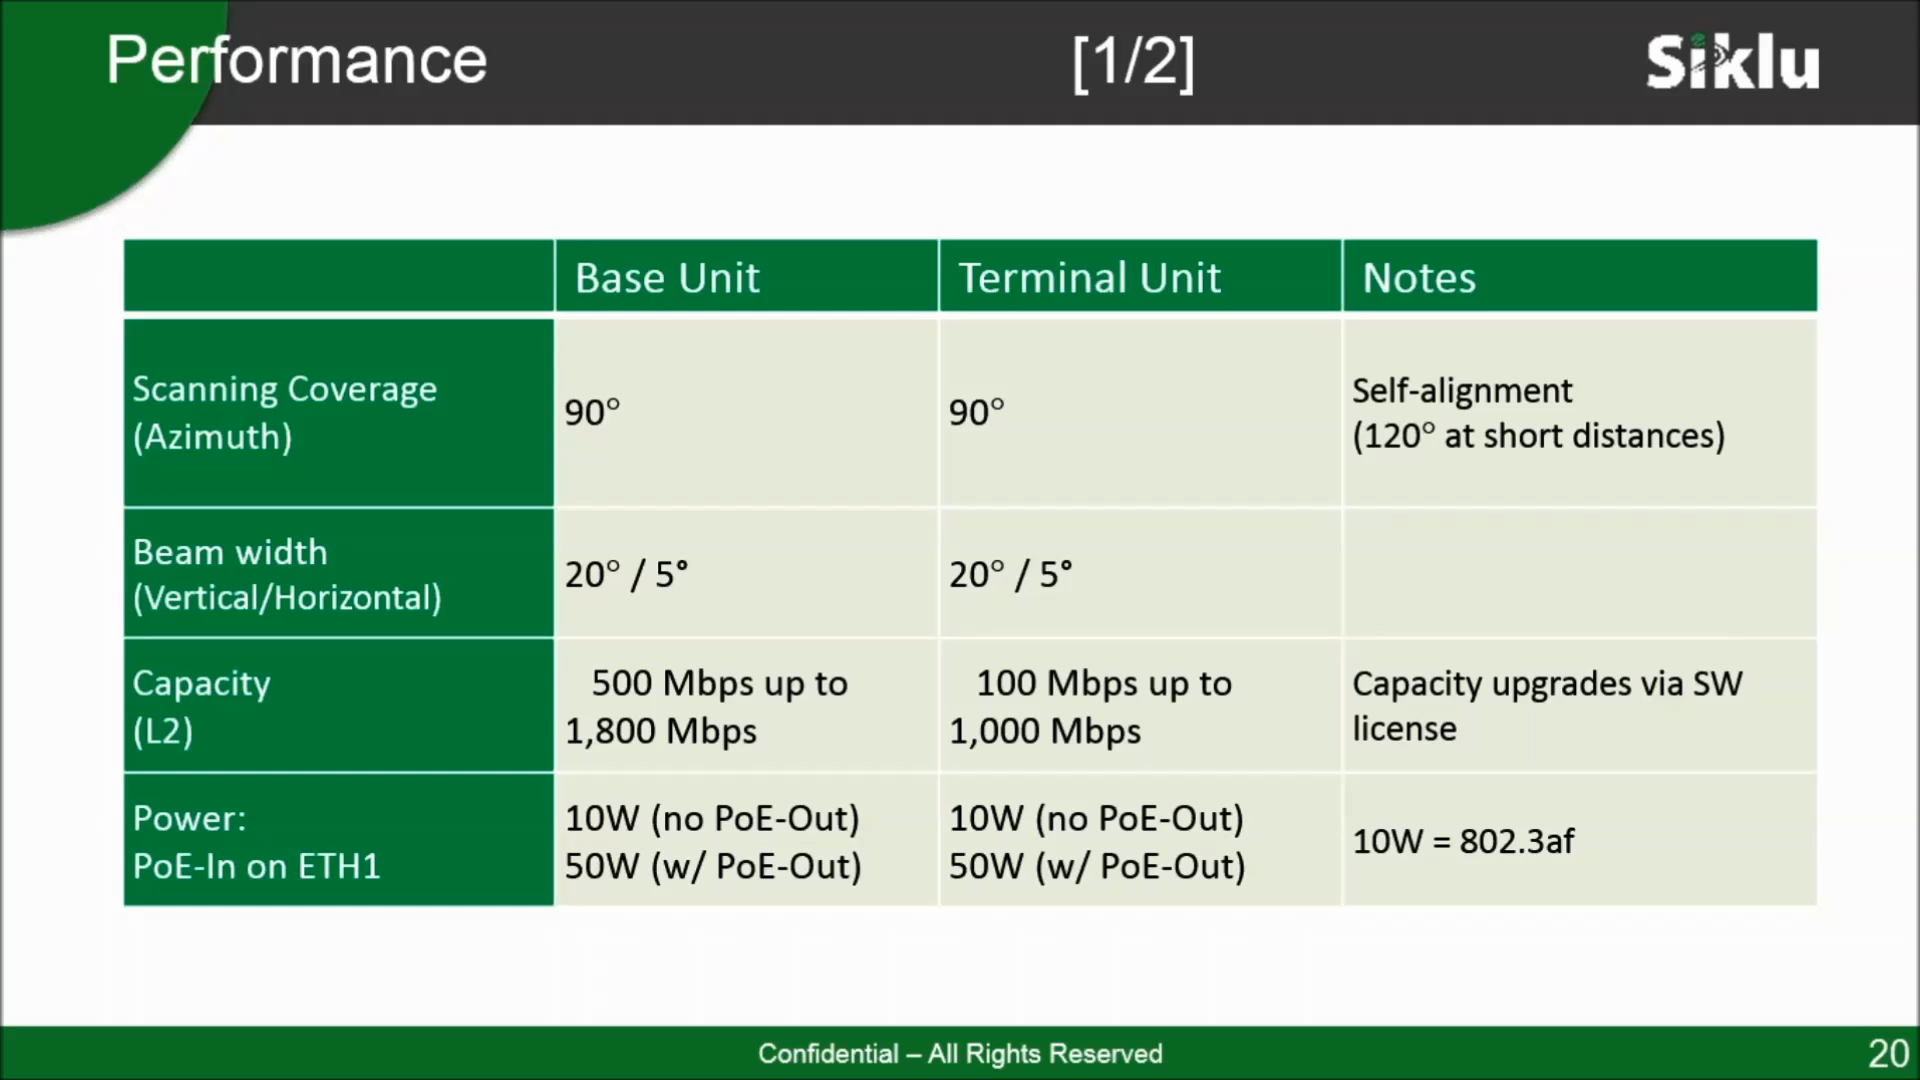 Performance [1/2] Siklu
Base Unit Terminal Unit Notes
Scanning Coverage
(Azimuth)
90°
90°
Self-alignment
(120° at short distances)
Beam width
(Vertical/Horizontal)
20° / 5°
20° / 5°
Capacity
(L2)
500 Mbps up to
1,800 Mbps
100 Mbps up to
1,000 Mbps
Capacity upgrades via SW
license
Power:
PoE-In on ETH1
10W (no PoE-Out)
50W (w/ PoE-Out)
10W (no PoE-Out)
50W (w/ PoE-Out)
10W = 802.3af
Confidential – All Rights Reserved
20